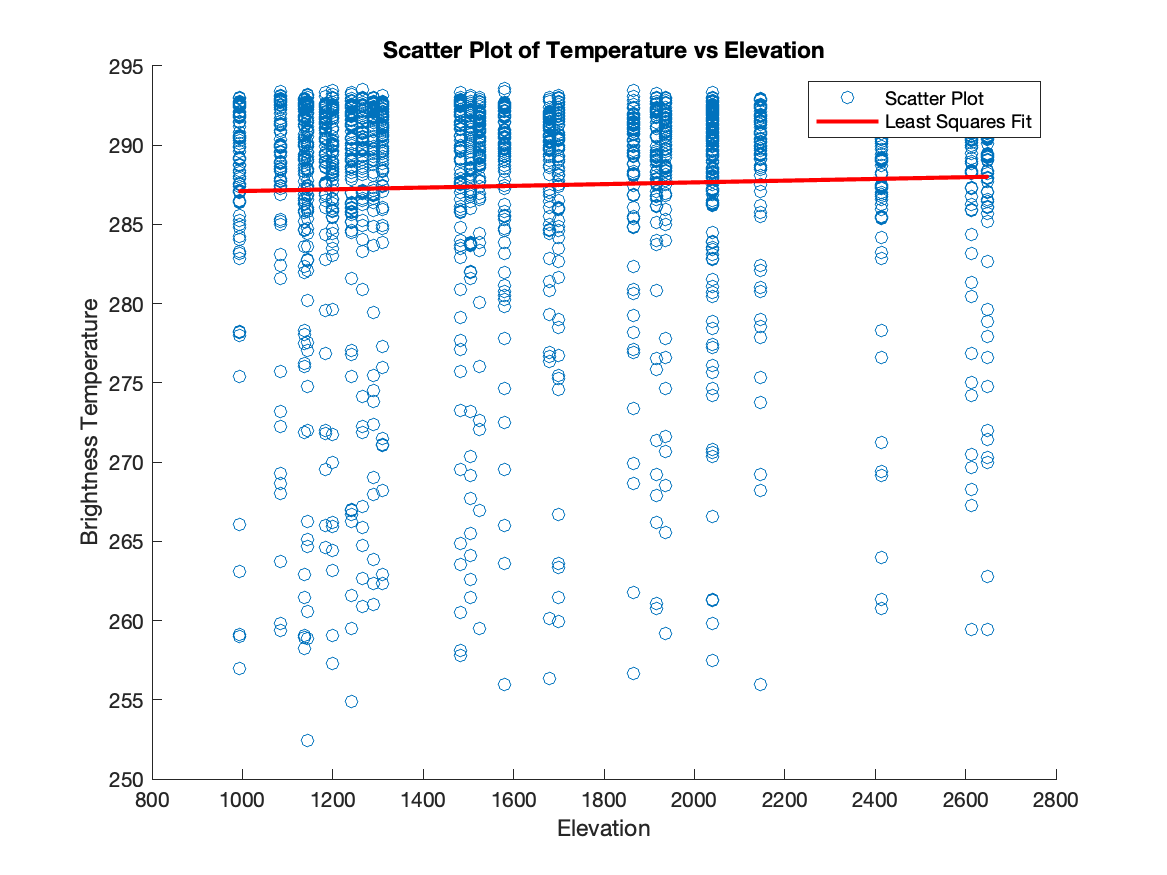 Scatter Plot of Temperature vs Elevation
295
290
285
280
275
270
265
260
255
250
Brightness Temperature
Scatter Plot
Least Squares Fit
800 1000 1200 1400 1600 1800 2000 2200 2400 2600 2800
Elevation